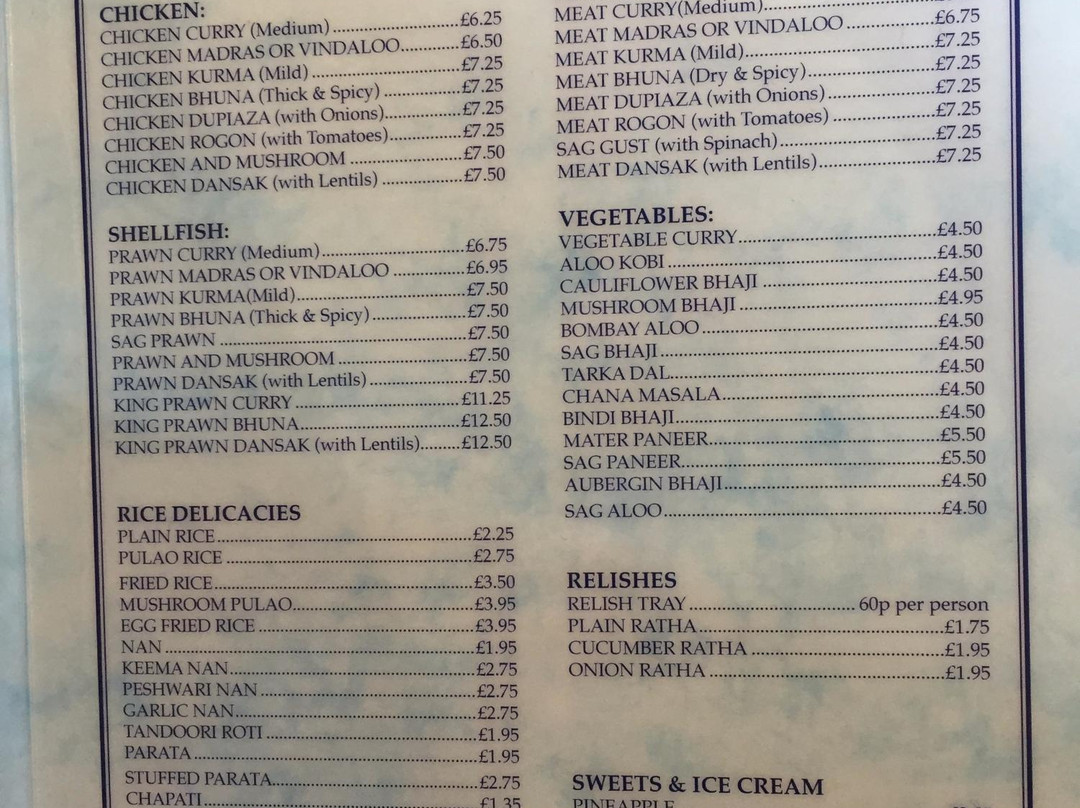 CHICKEN:
CHICKEN CURRY (Medium)..............................£6.25
CHICKEN MADRAS OR VINDALOO..............£6.50
CHICKEN KURMA (Mild)..................................£7.25
CHICKEN BHUNA (Thick & Spicy)..................£7.25
CHICKEN DUPIAZA (with Onions)..................£7.25
CHICKEN ROGON (with Tomatoes)..................£7.25
CHICKEN AND MUSHROOM..........................£7.50
CHICKEN DANSAK (with Lentils)..................£7.50
SHELLFISH:
PRAWN CURRY (Medium)..............................£6.75
PRAWN MADRAS OR VINDALOO..................£6.95
PRAWN KURMA(Mild)..................................£7.50
PRAWN BHUNA (Thick & Spicy)......................£7.50
SAG PRAWN..................................................£7.50
PRAWN AND MUSHROOM............................£7.50
PRAWN DANSAK (with Lentils)......................£7.50
KING PRAWN CURRY....................................£11.25
KING PRAWN BHUNA..................................£12.50
KING PRAWN DANSAK (with Lentils)........£12.50
RICE DELICACIES
PLAIN RICE..................................................£2.25
PULAO RICE................................................£2.75
FRIED RICE..................................................£3.50
MUSHROOM PULAO....................................£3.95
EGG FRIED RICE..........................................£3.95
NAN............................................................£1.95
KEEMA NAN................................................£2.75
PESHWARI NAN..........................................£2.75
GARLIC NAN..............................................£2.75
TANDOORI ROTI........................................£1.95
PARATA......................................................£1.95
STUFFED PARATA........................................£2.75
CHAPATI....................................................£1.35
MEAT CURRY(Medium)..............................
MEAT MADRAS OR VINDALOO..................£6.75
MEAT KURMA (Mild)..................................£7.25
MEAT BHUNA (Dry & Spicy)........................£7.25
MEAT DUPIAZA (with Onions)....................£7.25
MEAT ROGON (with Tomatoes)..................£7.25
SAG GUST (with Spinach)............................£7.25
MEAT DANSAK (with Lentils)......................£7.25
VEGETABLES:
VEGETABLE CURRY......................................£4.50
ALOO KOBI..................................................£4.50
CAULIFLOWER BHAJI..................................£4.50
MUSHROOM BHAJI......................................£4.95
BOMBAY ALOO............................................£4.50
SAG BHAJI..................................................£4.50
TARKA DAL................................................£4.50
CHANA MASALA........................................£4.50
BINDI BHAJI................................................£4.50
MATER PANEER..........................................£5.50
SAG PANEER..............................................£5.50
AUBERGIN BHAJI........................................£4.50
SAG ALOO..................................................£4.50
RELISHES
RELISH TRAY................................ 60p per person
PLAIN RATHA..............................................£1.75
CUCUMBER RATHA......................................£1.95
ONION RATHA............................................£1.95
SWEETS & ICE CREAM
PINEAPPLE